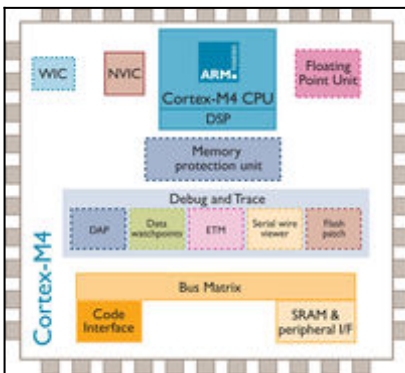 WIC
NVIC
ARM
Cortex-M4 CPU
DSP
Floating
Point Unit
Memory
protection unit
Debug and Trace
DAP
Data
watchpoints
ETM
Serial wire
viewer
Flash
patch
Bus Matrix
Code
Interface
SRAM &
peripheral I/F
Cortex-M4